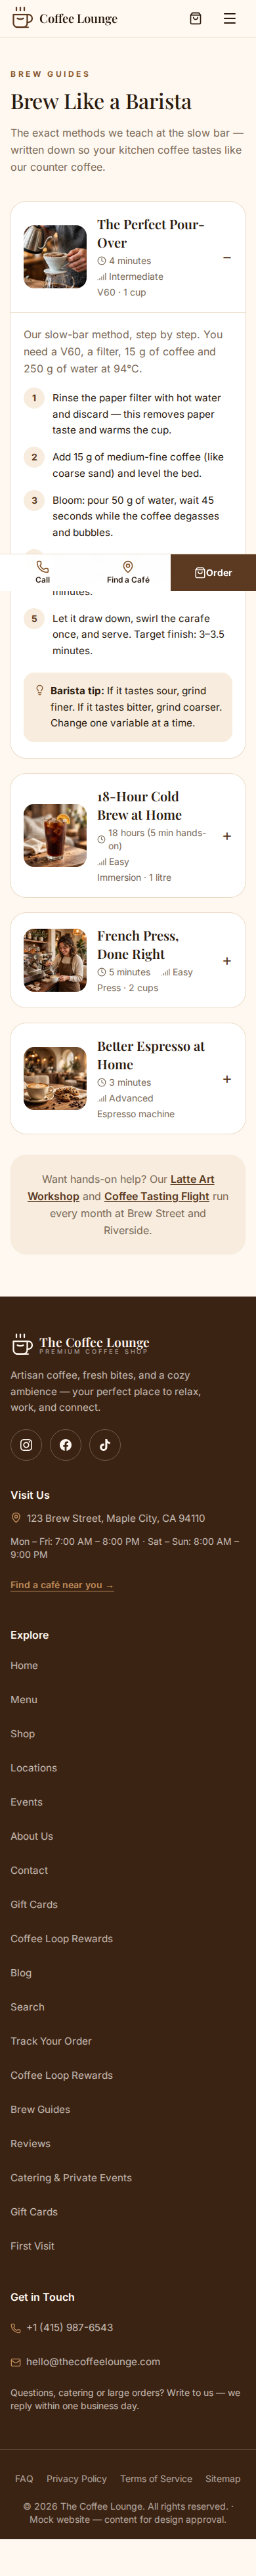 Coffee Lounge
BREW GUIDES
Brew Like a Barista
The exact methods we teach at the slow bar —
written down so your kitchen coffee tastes like
our counter coffee.
The Perfect Pour-
Over
4 minutes
Intermediate
V60 · 1 cup
−
Our slow-bar method, step by step. You
need a V60, a filter, 15 g of coffee and
250 g of water at 94°C.
1 Rinse the paper filter with hot water
and discard — this removes paper
taste and warms the cup.
2 Add 15 g of medium-fine coffee (like
coarse sand) and level the bed.
3 Bloom: pour 50 g of water, wait 45
seconds while the coffee degasses
and bubbles.
Call
Find a Café
Order
minutes.
5 Let it draw down, swirl the carafe
once, and serve. Target finish: 3–3.5
minutes.
Barista tip: If it tastes sour, grind
finer. If it tastes bitter, grind coarser.
Change one variable at a time.
18-Hour Cold
Brew at Home
18 hours (5 min hands-
on)
Easy
Immersion · 1 litre
+
French Press,
Done Right
5 minutes Easy
Press · 2 cups
+
Better Espresso at
Home
3 minutes
Advanced
Espresso machine
+
Want hands-on help? Our Latte Art
Workshop and Coffee Tasting Flight run
every month at Brew Street and
Riverside.
The Coffee Lounge
PREMIUM COFFEE SHOP
Artisan coffee, fresh bites, and a cozy
ambience — your perfect place to relax,
work, and connect.
Visit Us
123 Brew Street, Maple City, CA 94110
Mon – Fri: 7:00 AM – 8:00 PM · Sat – Sun: 8:00 AM –
9:00 PM
Find a café near you →
Explore
Home
Menu
Shop
Locations
Events
About Us
Contact
Gift Cards
Coffee Loop Rewards
Blog
Search
Track Your Order
Coffee Loop Rewards
Brew Guides
Reviews
Catering & Private Events
Gift Cards
First Visit
Get in Touch
+1 (415) 987-6543
hello@thecoffeelounge.com
Questions, catering or large orders? Write to us — we
reply within one business day.
FAQ Privacy Policy Terms of Service Sitemap
© 2026 The Coffee Lounge. All rights reserved. ·
Mock website — content for design approval.